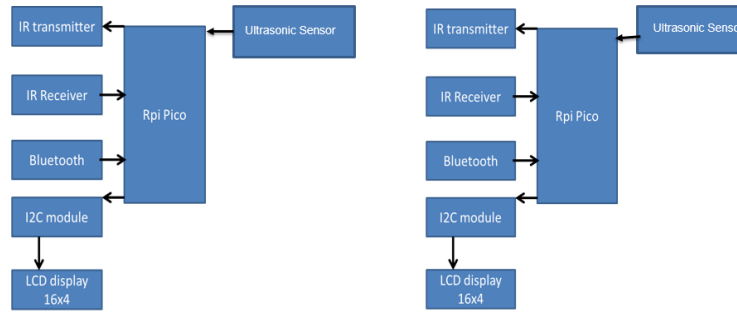 IR transmitter
Ultrasonic Sensor
IR Receiver
Rpi Pico
Bluetooth
I2C module
LCD display
16x4
IR transmitter
Ultrasonic Senso
IR Receiver
Rpi Pico
Bluetooth
I2C module
LCD display
16x4